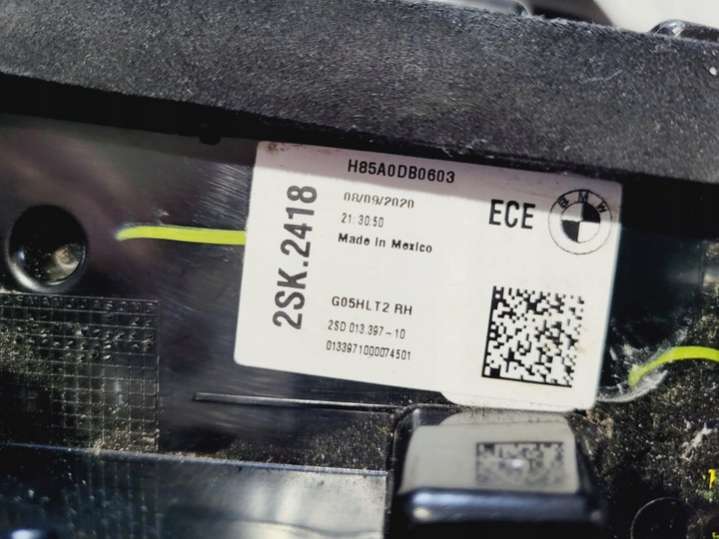 H85A0DB0603
2SK.2418
08/09/2020
21:30:50
Made in Mexico
ECE
BMW
G05HLT2 RH
2SD 013.397-10
0133971000074501